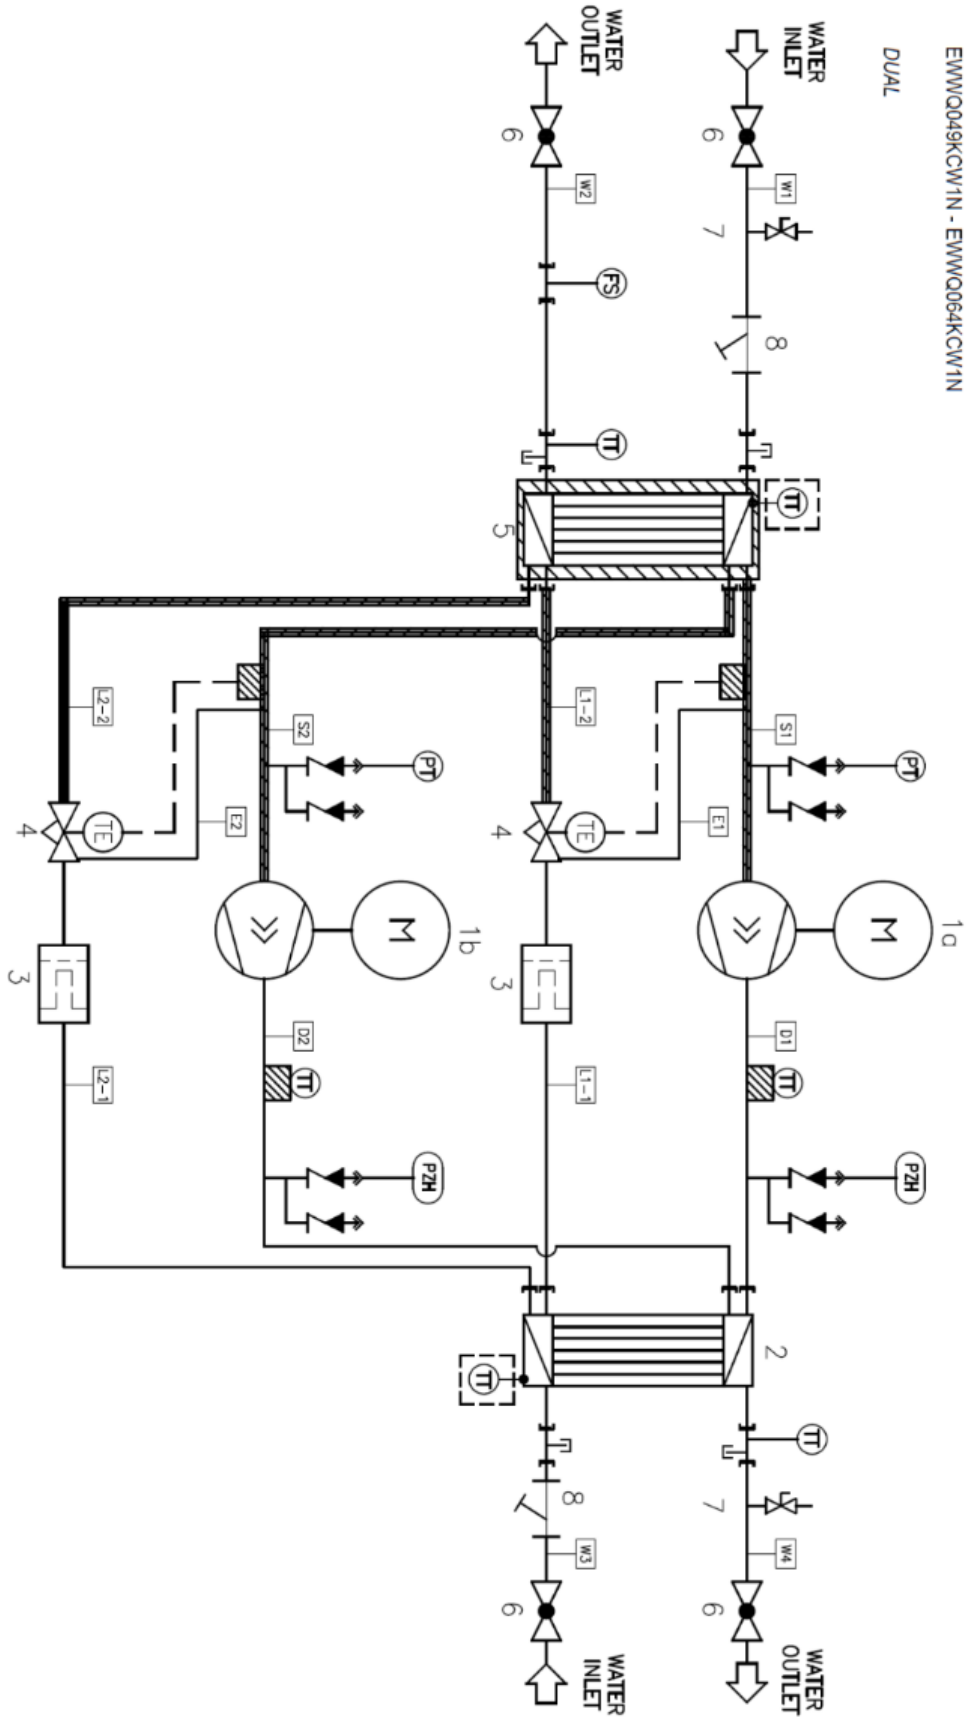 EWWQ049KCW1N - EWWQ064KCW1N
DUAL
1a
PT
M
PZH
WATER
INLET
TT
TT
TT
WATER
OUTLET
W1
8
S1
D1
2
W4
6
7
E1
7
6
WATER
OUTLET
FS
TT
WATER
INLET
W2
L1-2
TE
L1-1
8
W3
6
5
4
3
TT
6
1b
PT
M
PZH
S2
D2
TT
E2
L2-2
TE
L2-1
4
3